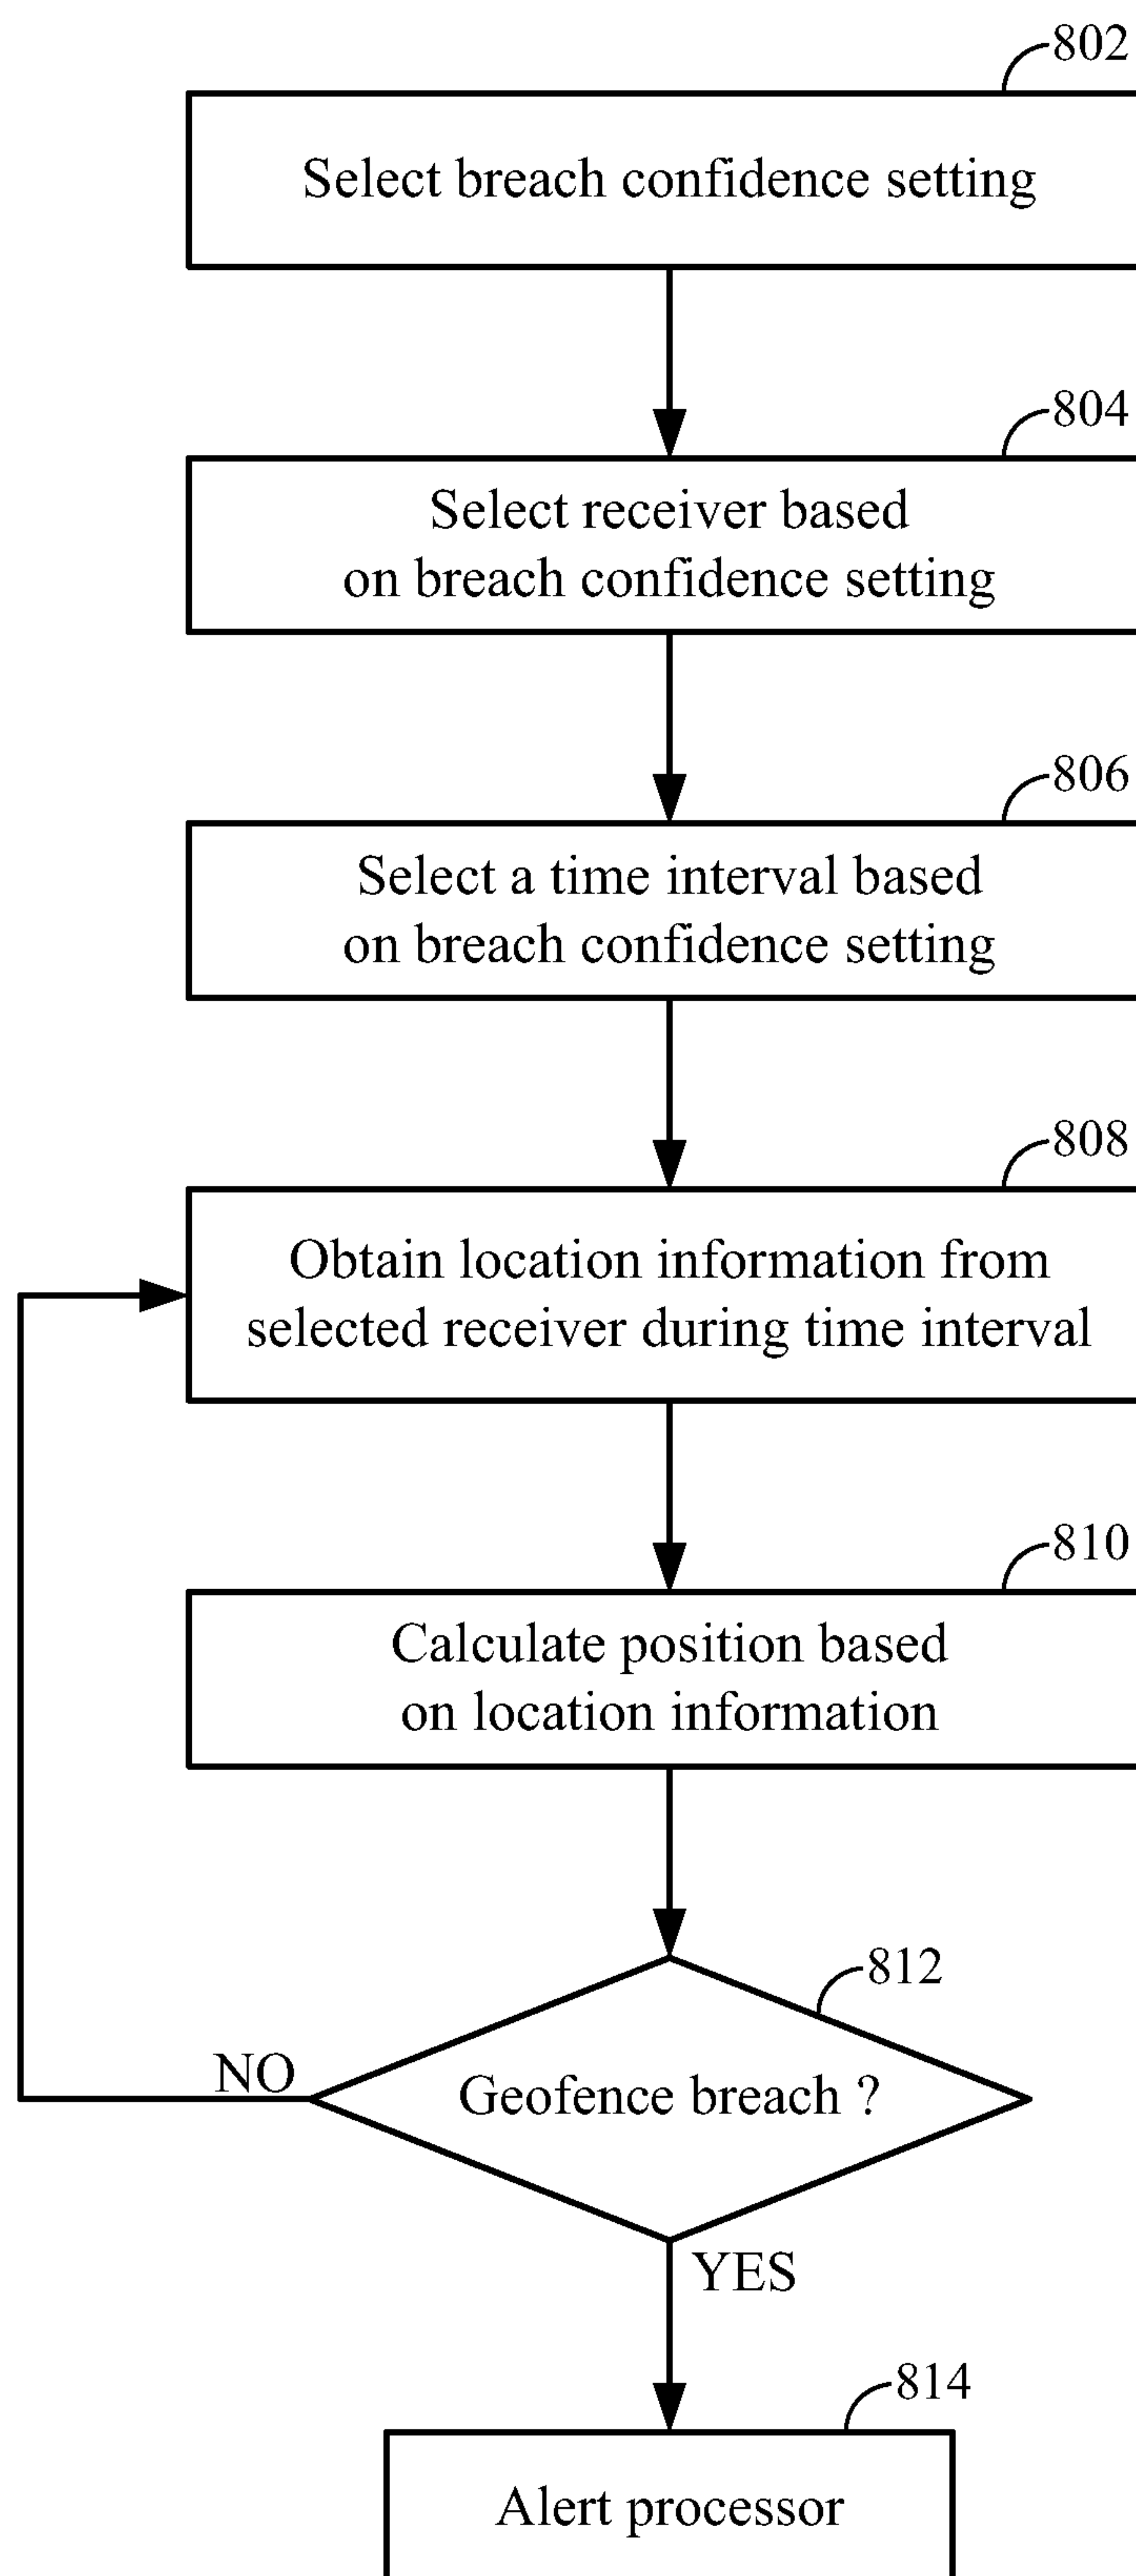 802
Select breach confidence setting
804
Select receiver based
on breach confidence setting
806
Select a time interval based
on breach confidence setting
808
Obtain location information from
selected receiver during time interval
810
Calculate position based
on location information
812
NO
Geofence breach ?
YES
814
Alert processor